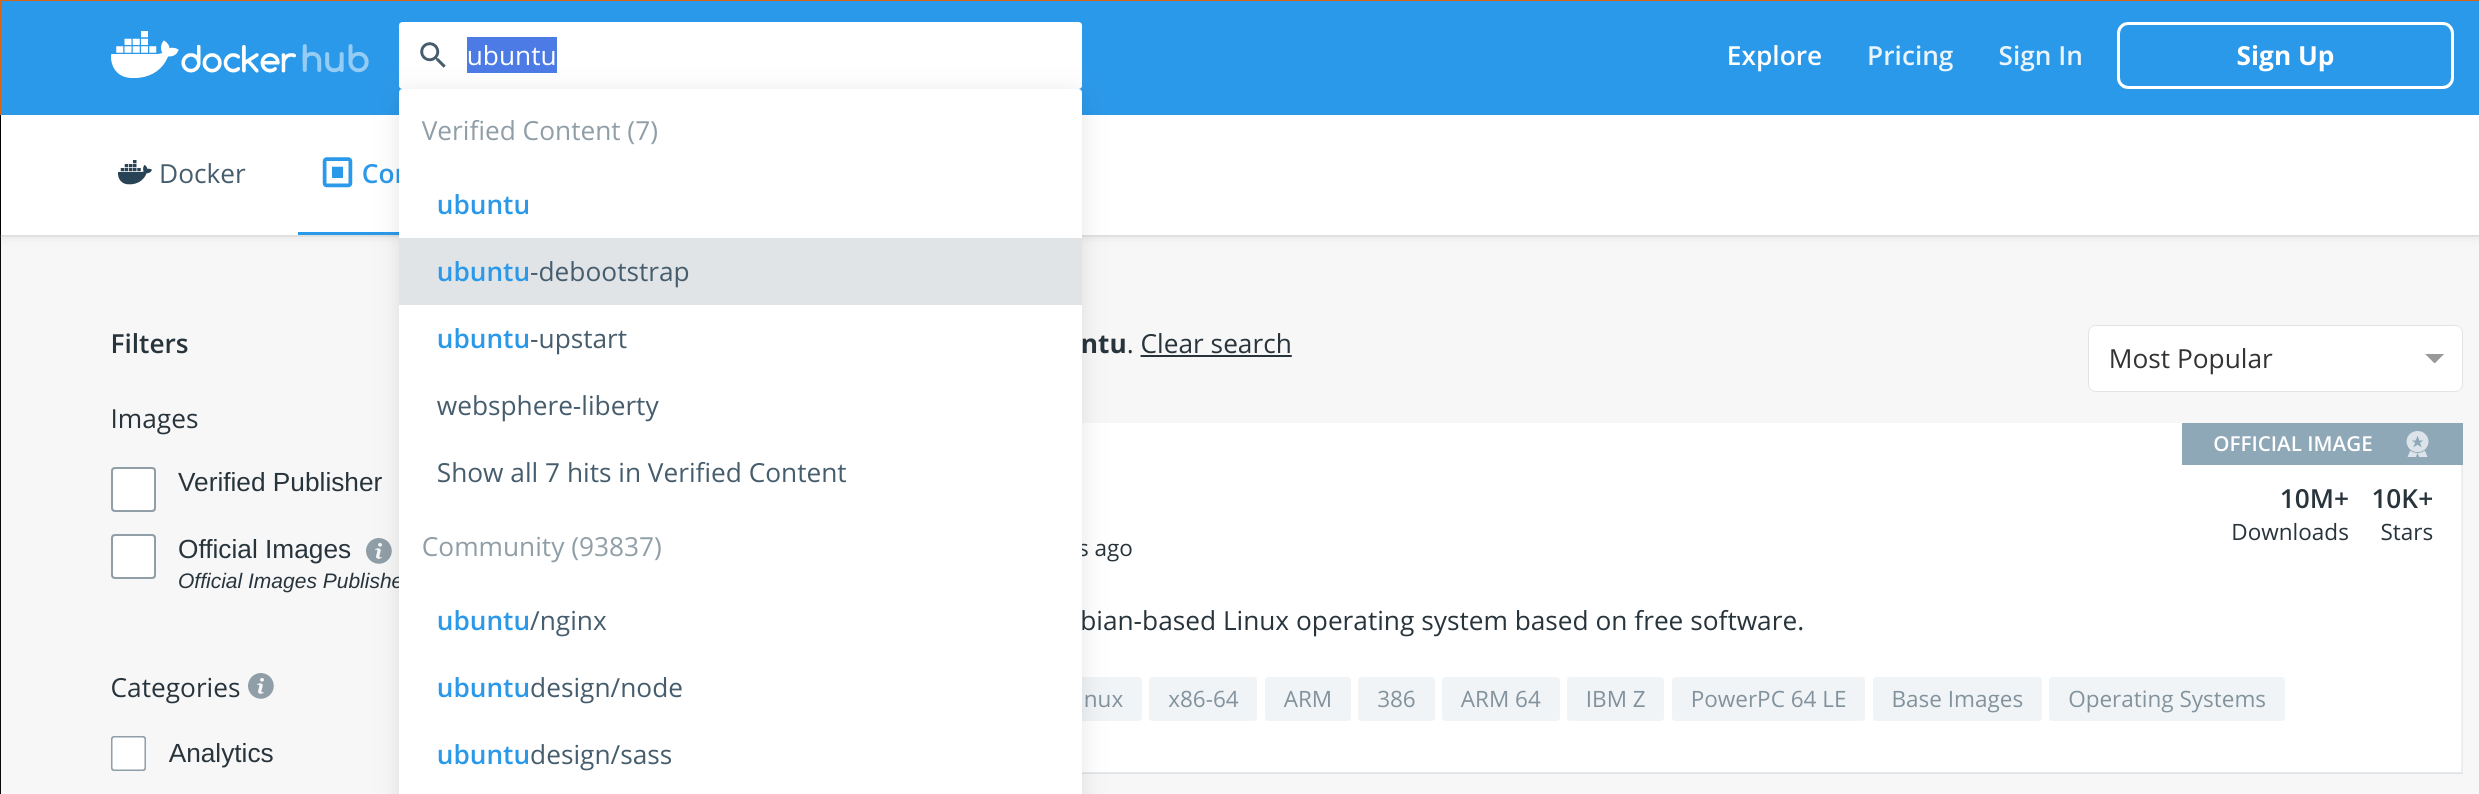 docker hub
ubuntu
Explore Pricing Sign In Sign Up
Verified Content (7)
ubuntu
ubuntu-debootstrap
ubuntu-upstart
websphere-liberty
Show all 7 hits in Verified Content
Community (93837)
ubuntu/nginx
ubuntudesign/node
ubuntudesign/sass
Docker
Con
Filters
Images
Verified Publisher
Official Images
Official Images Publishe
Categories
Analytics
ntu. Clear search
Most Popular
OFFICIAL IMAGE
10M+ 10K+
Downloads Stars
s ago
bian-based Linux operating system based on free software.
nux x86-64 ARM 386 ARM 64 IBM Z PowerPC 64 LE Base Images Operating Systems